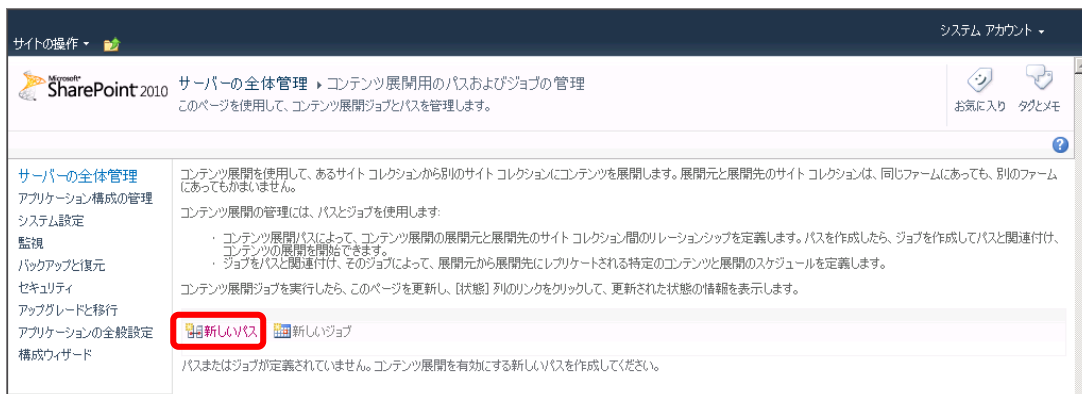 システム アカウント
サイトの操作
Microsoft
SharePoint 2010
サーバーの全体管理 ▸ コンテンツ展開用のパスおよびジョブの管理
このページを使用して、コンテンツ展開ジョブとパスを管理します。
お気に入り タグとメモ
サーバーの全体管理
アプリケーション構成の管理
システム設定
監視
バックアップと復元
セキュリティ
アップグレードと移行
アプリケーションの全般設定
構成ウィザード
コンテンツ展開を使用して、あるサイト コレクションから別のサイト コレクションにコンテンツを展開します。展開元と展開先のサイト コレクションは、同じファームにあっても、別のファーム
にあってもかまいません。
コンテンツ展開の管理には、パスとジョブを使用します:
・ コンテンツ展開パスによって、コンテンツ展開の展開元と展開先のサイト コレクション間のリレーションシップを定義します。パスを作成したら、ジョブを作成してパスと関連付け、
コンテンツの展開を開始できます。
・ ジョブをパスと関連付け、そのジョブによって、展開元から展開先にレプリケートされる特定のコンテンツと展開のスケジュールを定義します。
コンテンツ展開ジョブを実行したら、このページを更新し、[状態] 列のリンクをクリックして、更新された状態の情報を表示します。
新しいパス 新しいジョブ
パスまたはジョブが定義されていません。コンテンツ展開を有効にする新しいパスを作成してください。